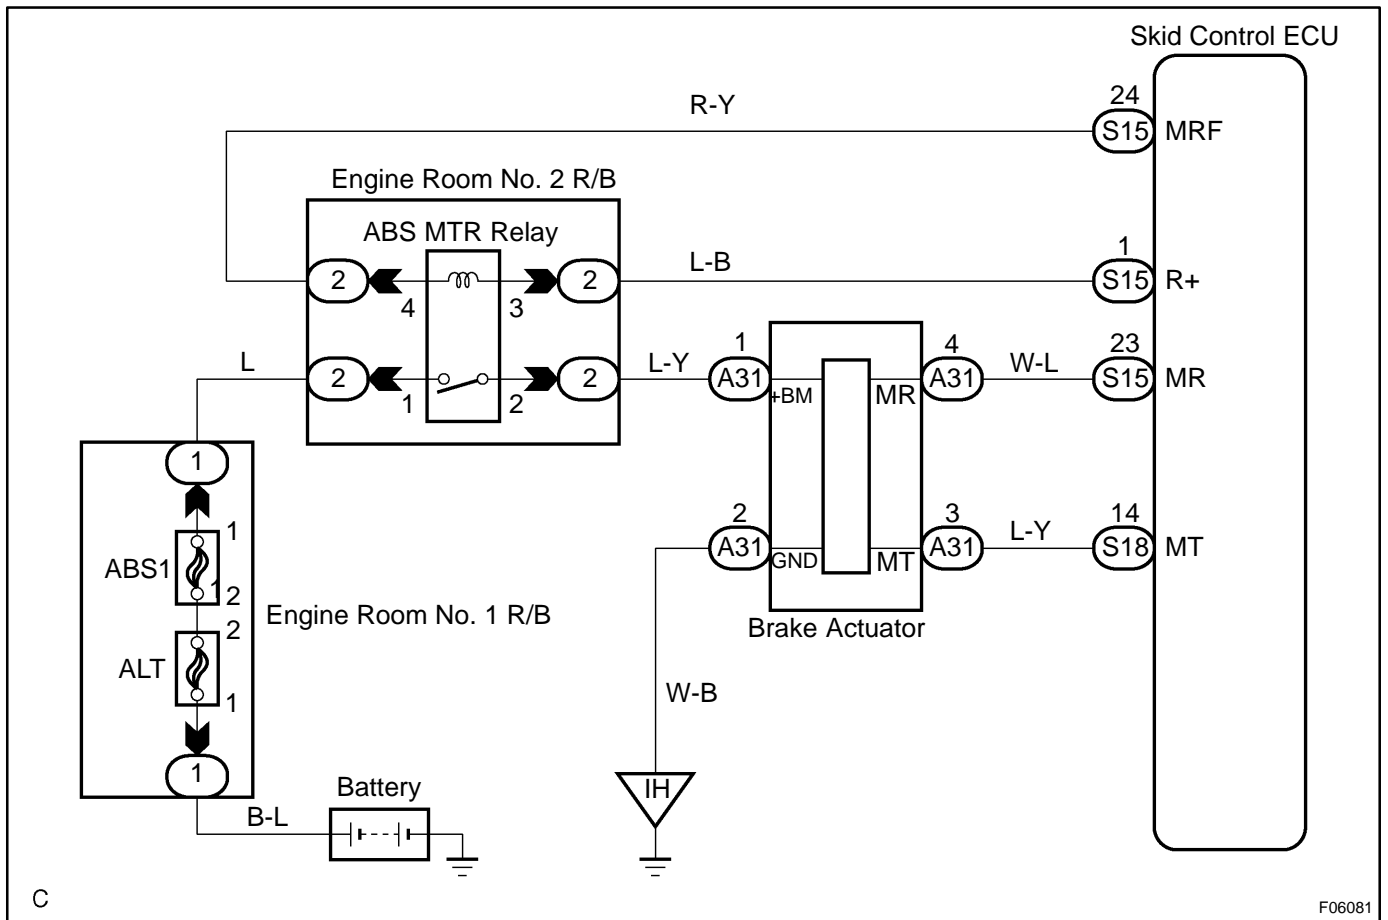 Skid Control ECU
R-Y
24
S15 MRF
Engine Room No. 2 R/B
ABS MTR Relay
2
4
3
2
L-B
1
S15 R+
L
2
1
2
2
L-Y
1
A31
+BM
MR
4
A31
W-L
23
S15 MR
1
1
ABS1
1
2
Engine Room No. 1 R/B
2
ALT
1
1
2
A31
GND
MT
3
A31
L-Y
14
S18 MT
Brake Actuator
W-B
IH
Battery
B-L
C
F06081